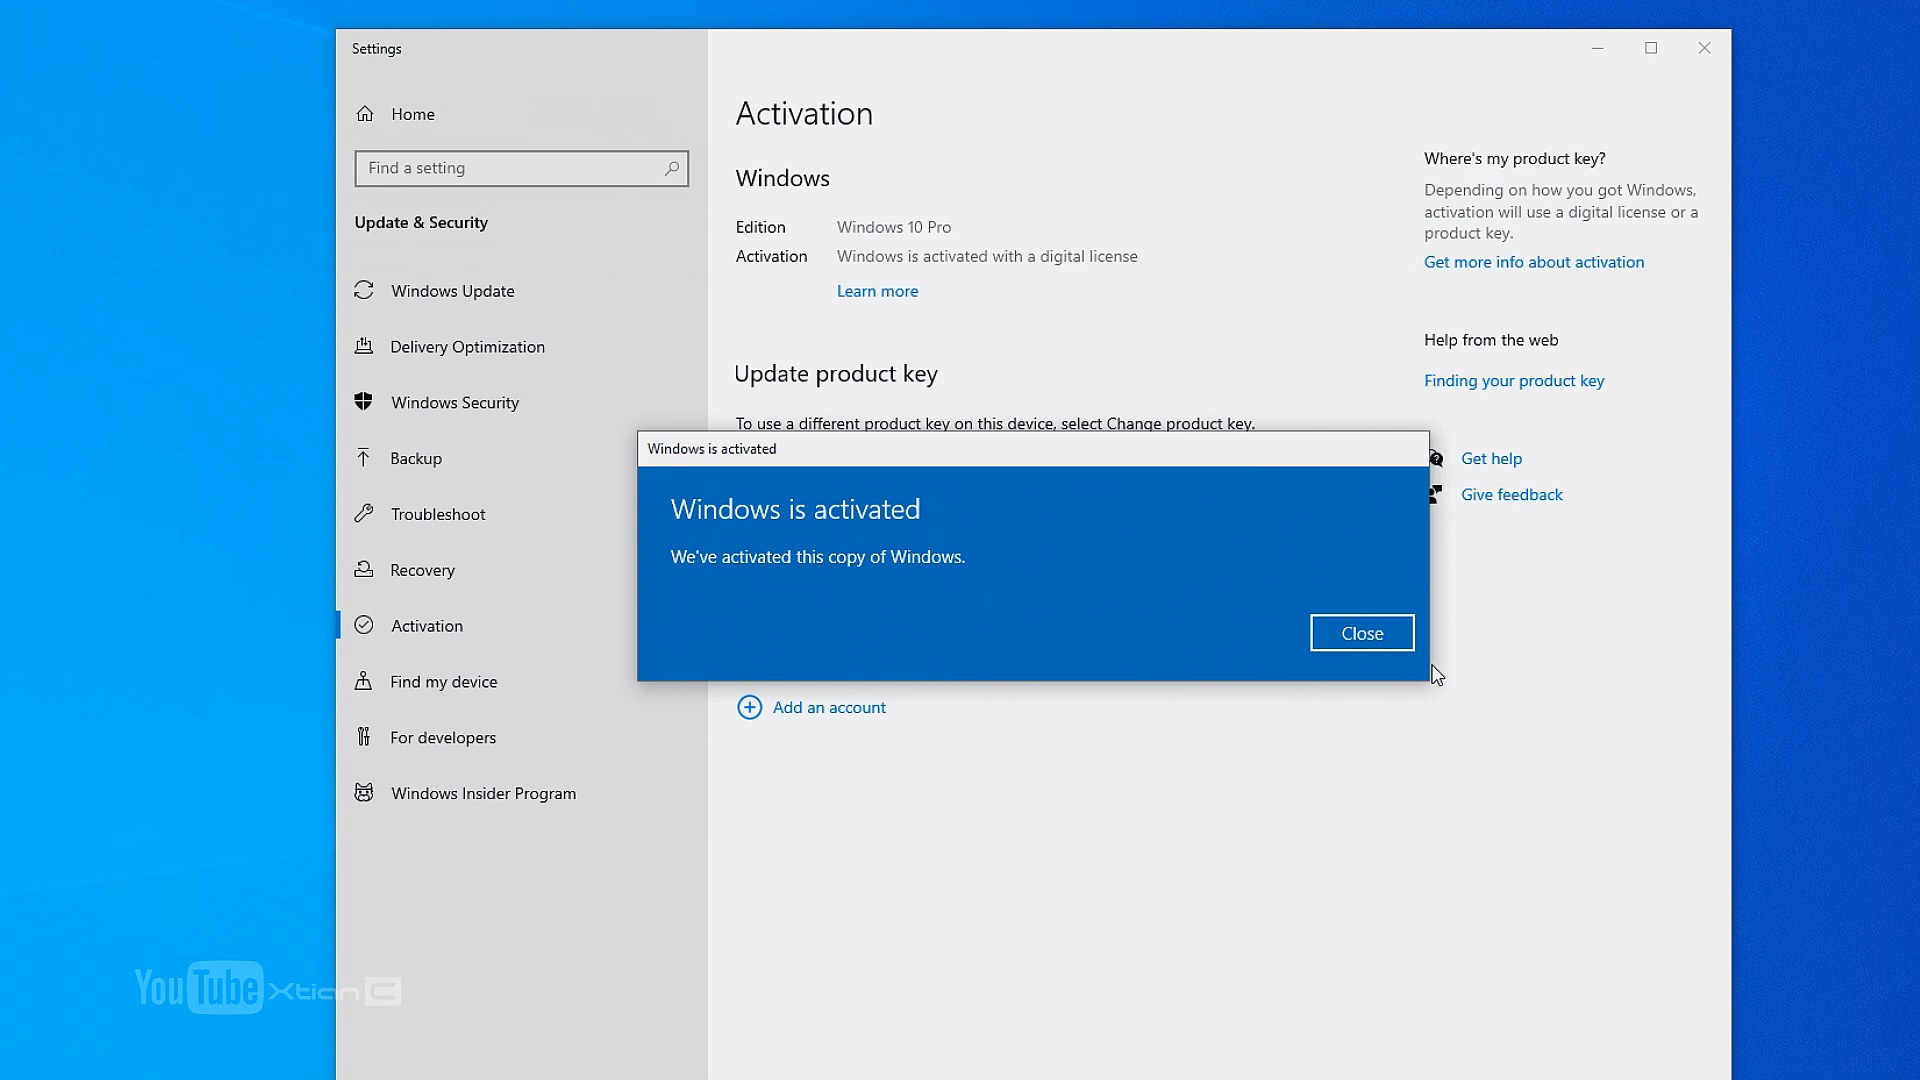 Settings
Home
Find a setting
Update & Security
Windows Update
Delivery Optimization
Windows Security
Backup
Troubleshoot
Recovery
Activation
Find my device
For developers
Windows Insider Program
Activation
Windows
Edition Windows 10 Pro
Activation Windows is activated with a digital license
Learn more
Update product key
To use a different product key on this device, select Change product key.
Windows is activated
Windows is activated
We've activated this copy of Windows.
Close
Add an account
Where's my product key?
Depending on how you got Windows,
activation will use a digital license or a
product key.
Get more info about activation
Help from the web
Finding your product key
Get help
Give feedback
YouTube Xtian C